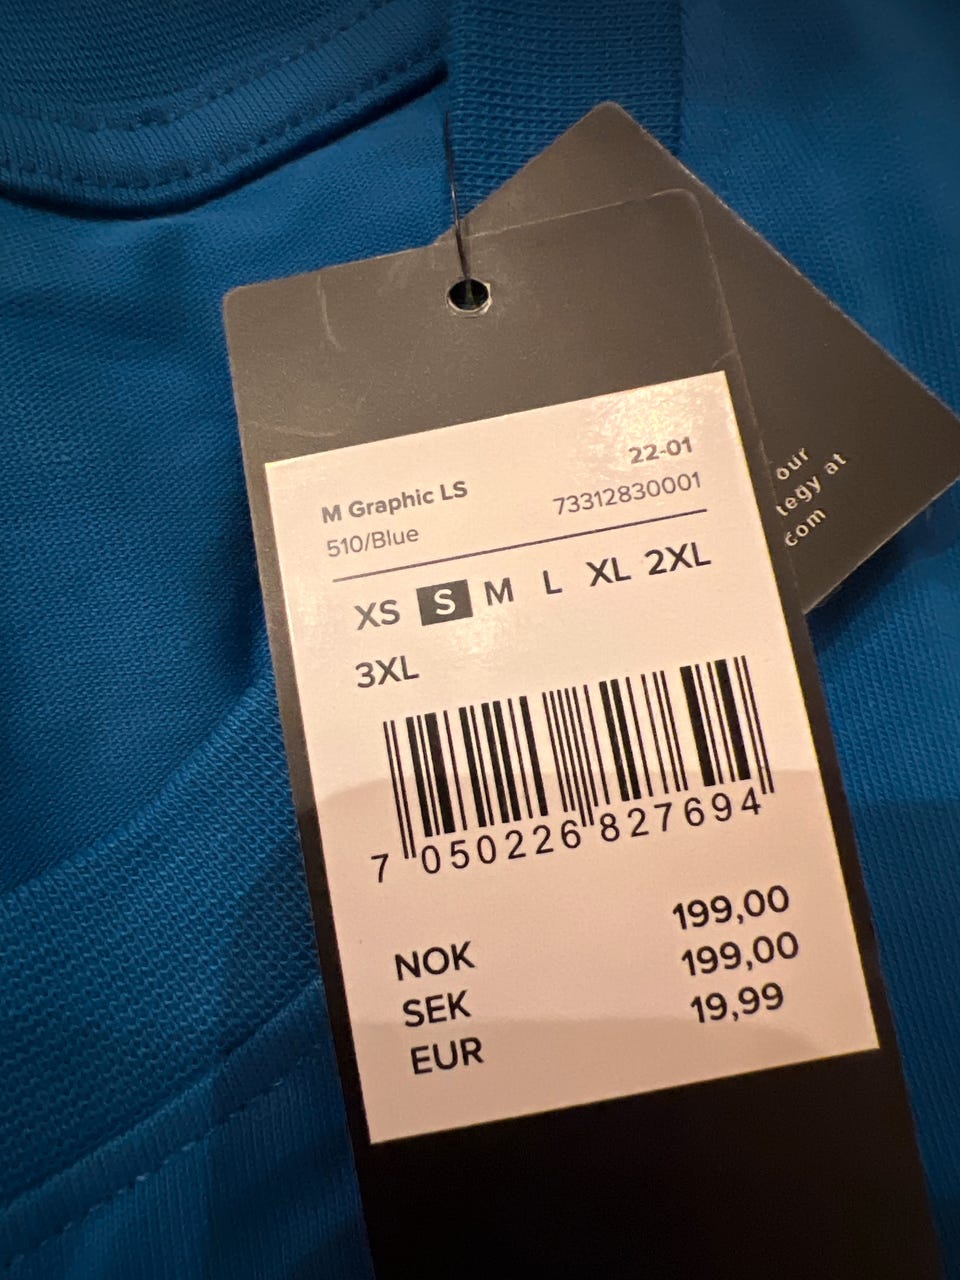 M Graphic LS 22-01
510/Blue 73312830001
XS S M L XL 2XL
3XL
7 050226 827694
NOK 199,00
SEK 199,00
EUR 19,99
our
tegy at
com